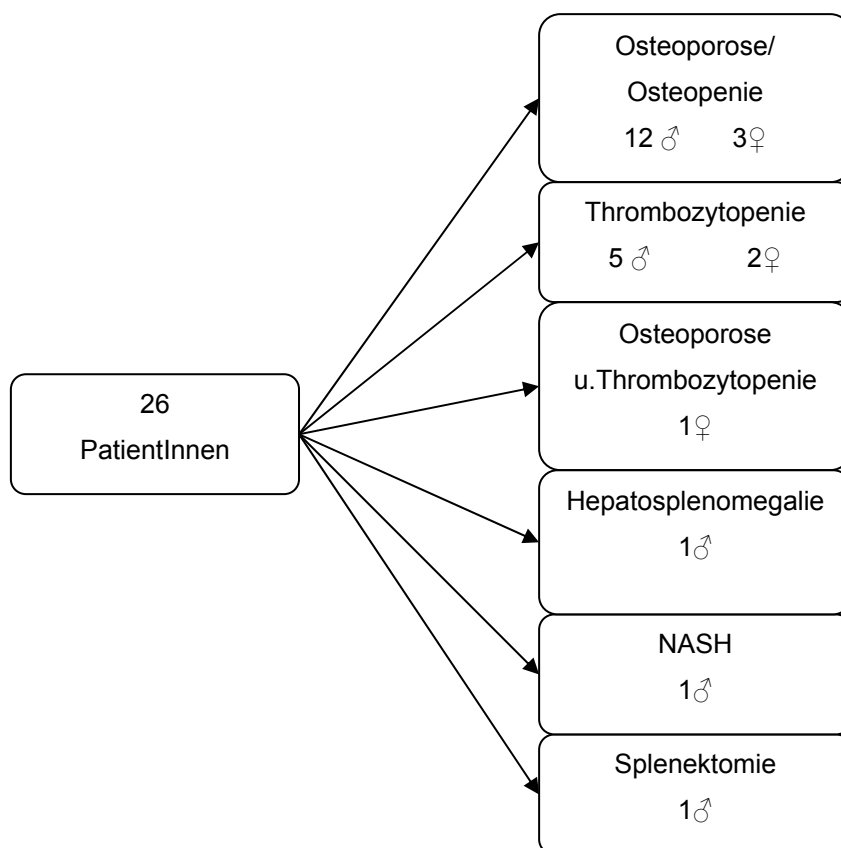 Osteoporose/
Osteopenie
12 ♂ 3♀
Thrombozytopenie
5 ♂ 2♀
Osteoporose
u.Thrombozytopenie
1♀
26
PatientInnen
Hepatosplenomegalie
1♂
NASH
1♂
Splenektomie
1♂